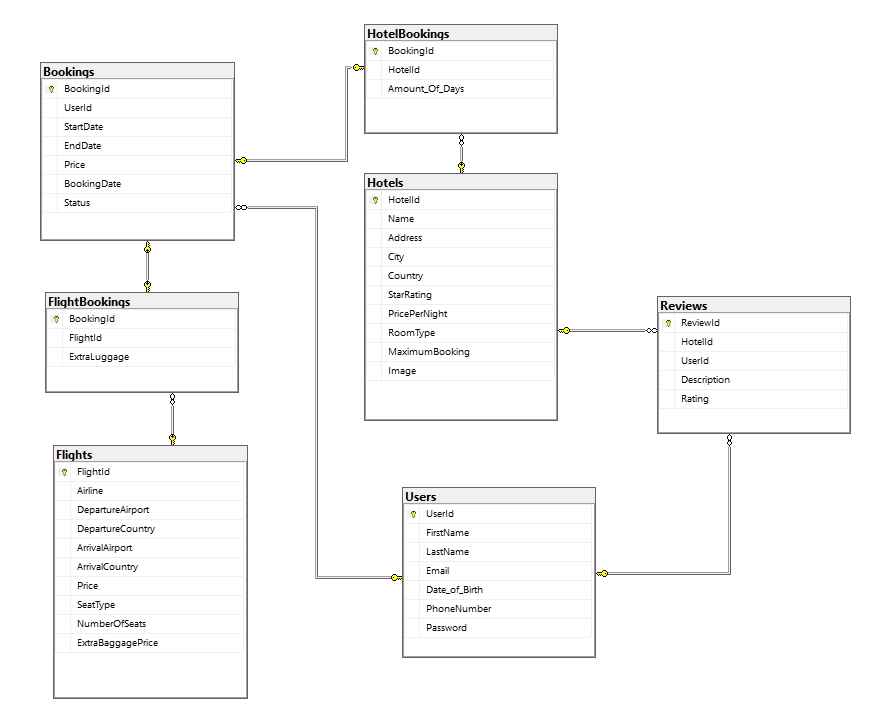 HotelBookings
BookingId
HotelId
Amount_Of_Days
Bookings
BookingId
UserId
StartDate
EndDate
Price
BookingDate
Status
Hotels
HotelId
Name
Address
City
Country
StarRating
PricePerNight
RoomType
MaximumBooking
Image
FlightBookings
BookingId
FlightId
ExtraLuggage
Reviews
ReviewId
HotelId
UserId
Description
Rating
Flights
FlightId
Airline
DepartureAirport
DepartureCountry
ArrivalAirport
ArrivalCountry
Price
SeatType
NumberOfSeats
ExtraBaggagePrice
Users
UserId
FirstName
LastName
Email
Date_of_Birth
PhoneNumber
Password